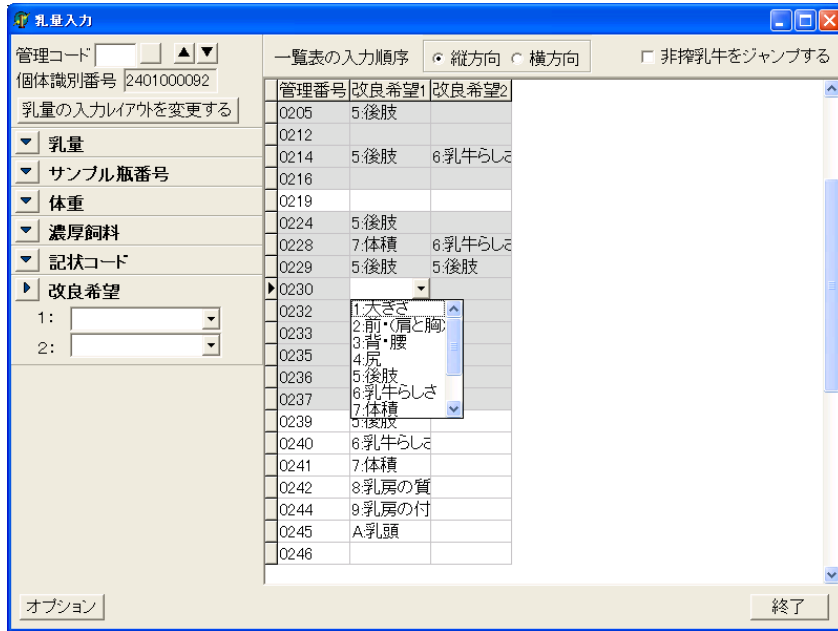 乳量入力
管理コード
個体識別番号 2401000092
乳量の入力レイアウトを変更する
乳量
サンプル瓶番号
体重
濃厚飼料
記状コード
改良希望
1:
2:
オプション
一覧表の入力順序 縦方向 横方向 非搾乳牛をジャンプする
管理番号 改良希望1 改良希望2
0205 5:後肢
0212
0214 5:後肢 6:乳牛らしさ
0216
0219
0224 5:後肢
0228 7:体積 6:乳牛らしさ
0229 5:後肢 5:後肢
0230
0232
0233
0235
0236
0237
1:大きさ
2:前・(肩と胸)
3:背・腰
4:尻
5:後肢
6:乳牛らしさ
7:体積
0239 5:後肢
0240 6:乳牛らしさ
0241 7:体積
0242 8:乳房の質
0244 9:乳房の付
0245 A:乳頭
0246
終了